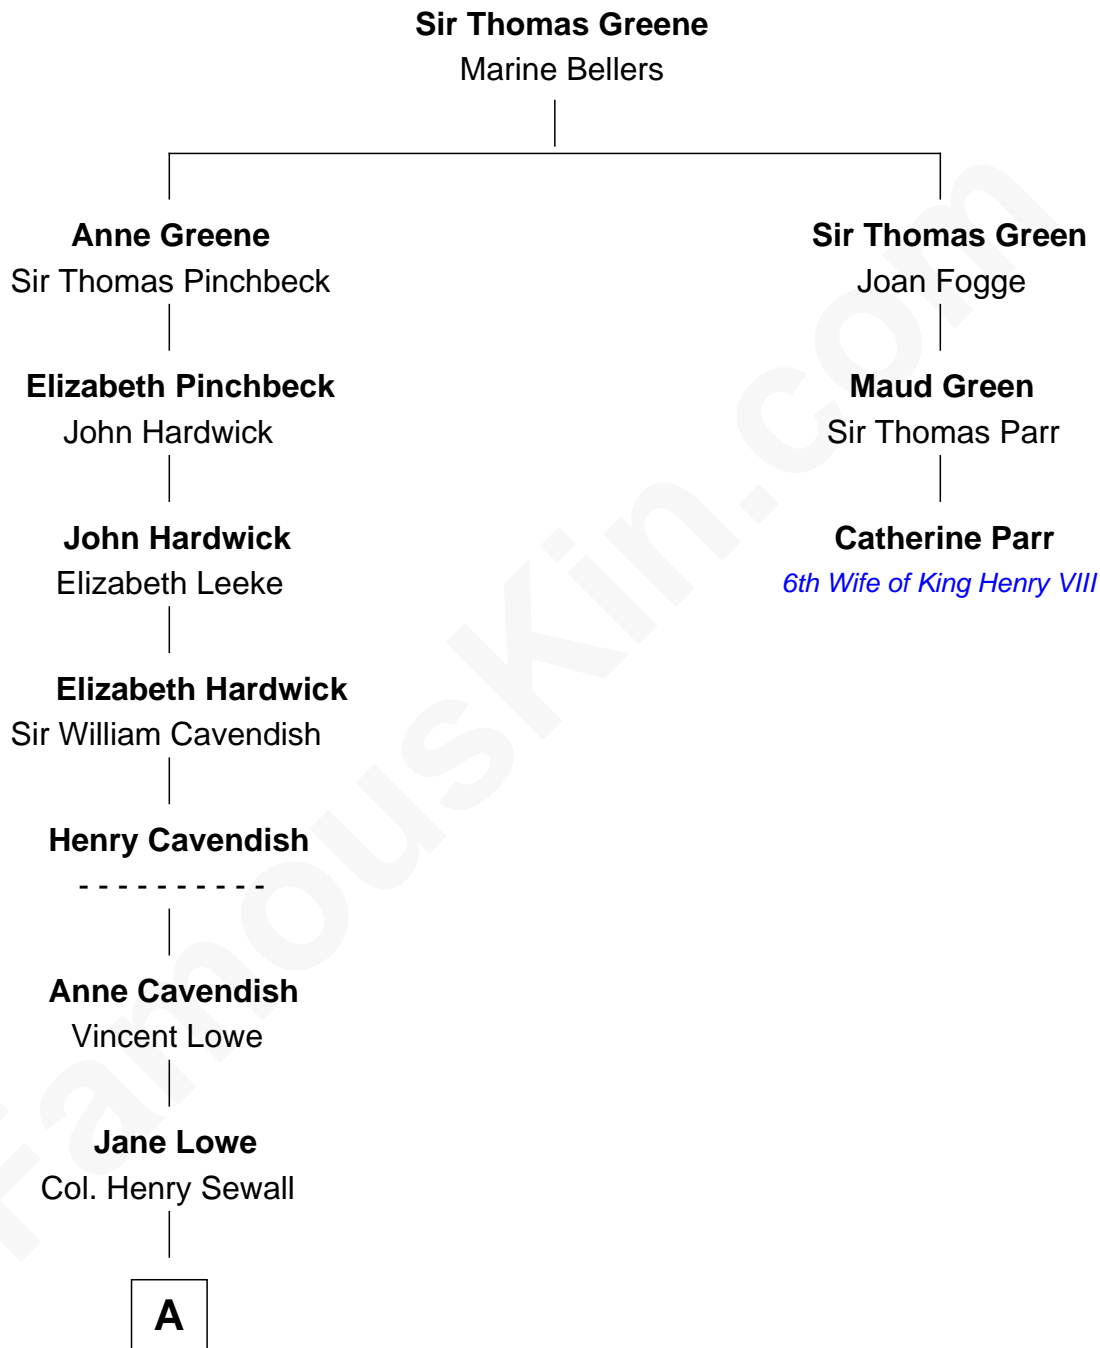 Sir Thomas Greene
Marine Bellers
Anne Greene
Sir Thomas Pinchbeck
Sir Thomas Green
Joan Fogge
Elizabeth Pinchbeck
John Hardwick
Maud Green
Sir Thomas Parr
John Hardwick
Elizabeth Leeke
Catherine Parr
6th Wife of King Henry VIII
Elizabeth Hardwick
Sir William Cavendish
Henry Cavendish
- - - - - - - - - -
Anne Cavendish
Vincent Lowe
Jane Lowe
Col. Henry Sewall
A
FamousKin.com